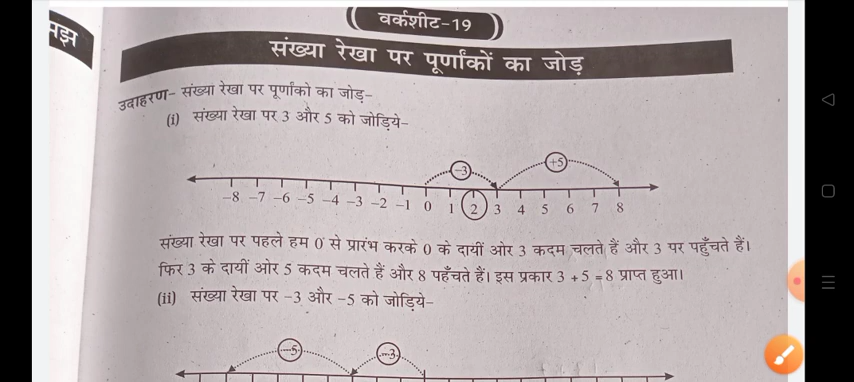 वर्कशीट-19
संख्या रेखा पर पूर्णांकों का जोड़
उदाहरण- संख्या रेखा पर पूर्णांको का जोड़-
(i) संख्या रेखा पर 3 और 5 को जोड़िये-
-3 +5
-8 -7 -6 -5 -4 -3 -2 -1 0 1 2 3 4 5 6 7 8
संख्या रेखा पर पहले हम 0 से प्रारंभ करके 0 के दायीं ओर 3 कदम चलते हैं और 3 पर पहुँचते हैं।
फिर 3 के दायीं ओर 5 कदम चलते हैं और 8 पहुँचते हैं। इस प्रकार 3 +5 =8 प्राप्त हुआ।
(ii) संख्या रेखा पर -3 और -5 को जोड़िये-
-5 -3